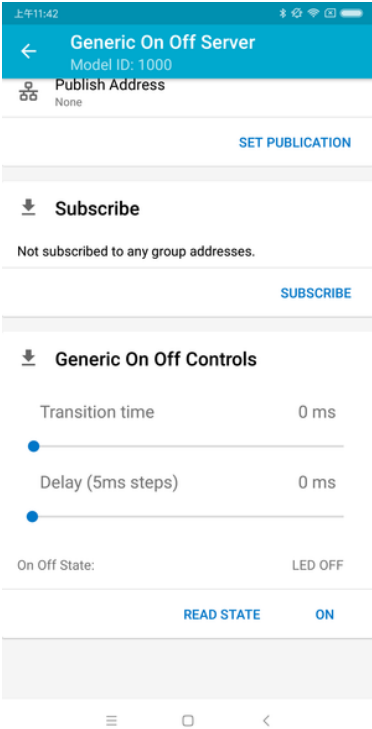 上午11:42
Generic On Off Server
Model ID: 1000
Publish Address
None
SET PUBLICATION
Subscribe
Not subscribed to any group addresses.
SUBSCRIBE
Generic On Off Controls
Transition time 0 ms
Delay (5ms steps) 0 ms
On Off State: LED OFF
READ STATE ON